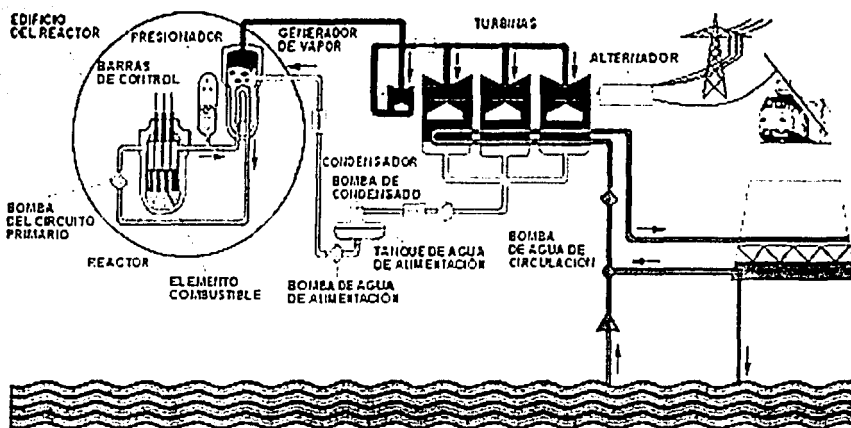 EDIFICIO
DEL REACTOR
PRESIONADOR
GENERADOR
DE VAPOR
TURBINAS
BARRAS
DE CONTROL
ALTERNADOR
CONDENSADOR
BOMBA DE
CONDENSADO
BOMBA
DEL CIRCUITO
PRIMARIO
TANQUE DE AGUA
DE ALIMENTACIÓN
BOMBA
DE AGUA DE
CIRCULACION
REACTOR
ELEMENTO
COMBUSTIBLE
BOMBA DE AGUA
DE ALIMENTACIÓN